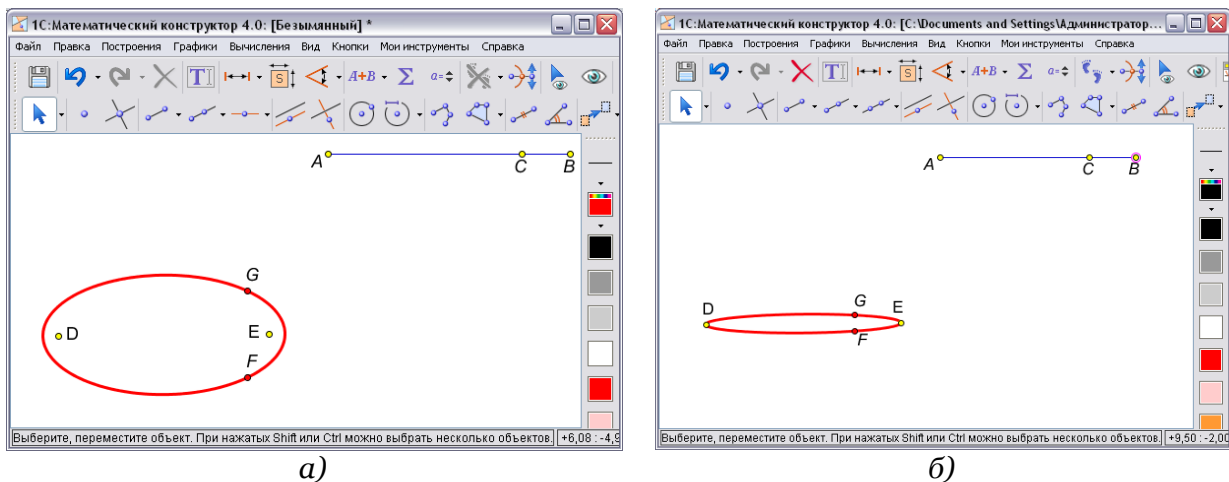 1С:Математический конструктор 4.0: [Безымянный] *
Файл Правка Построения Графики Вычисления Вид Кнопки Мои инструменты Справка
T S A+B Σ a=
A C B
G
D E
F
Выберите, переместите объект. При нажатых Shift или Ctrl можно выбрать несколько объектов. +6,08 : -4,9
а)
1С:Математический конструктор 4.0: [C:\Documents and Settings\Администратор...
Файл Правка Построения Графики Вычисления Вид Кнопки Мои инструменты Справка
T S A+B Σ a=
A C B
D G E
F
Выберите, переместите объект. При нажатых Shift или Ctrl можно выбрать несколько объектов. +9,50 : -2,00
б)